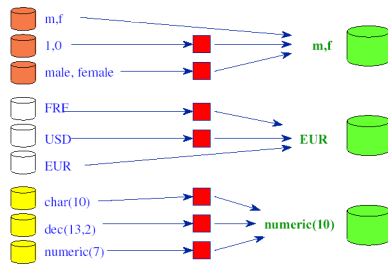 m,f
1,0
m,f
male, female
FRE
USD
EUR
EUR
char(10)
dec(13,2)
numeric(10)
numeric(7)